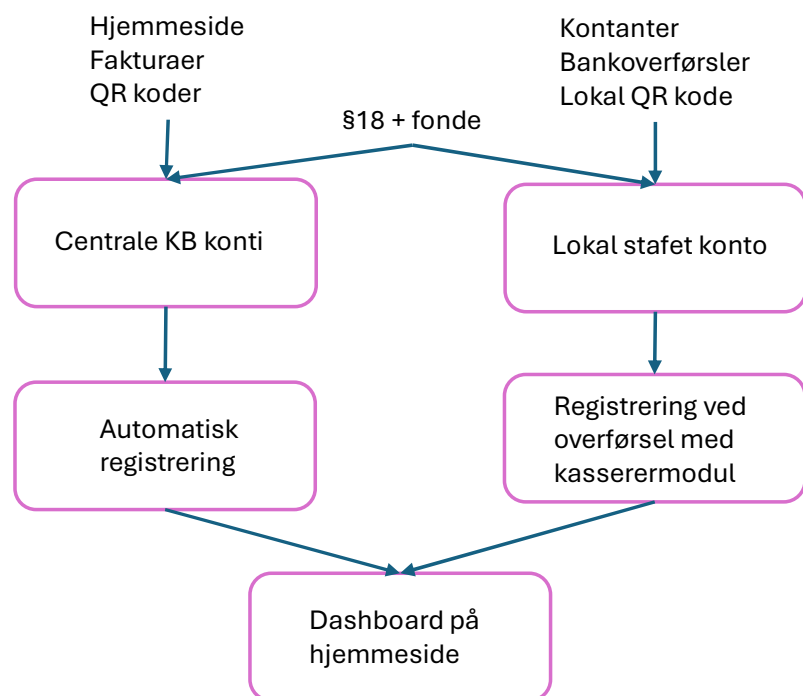 Hjemmeside
Fakturaer
QR koder
Kontanter
Bankoverførsler
Lokal QR kode
§18 + fonde
Centrale KB konti
Lokal stafet konto
Automatisk
registrering
Registrering ved
overførsel med
kasserermodul
Dashboard på
hjemmeside